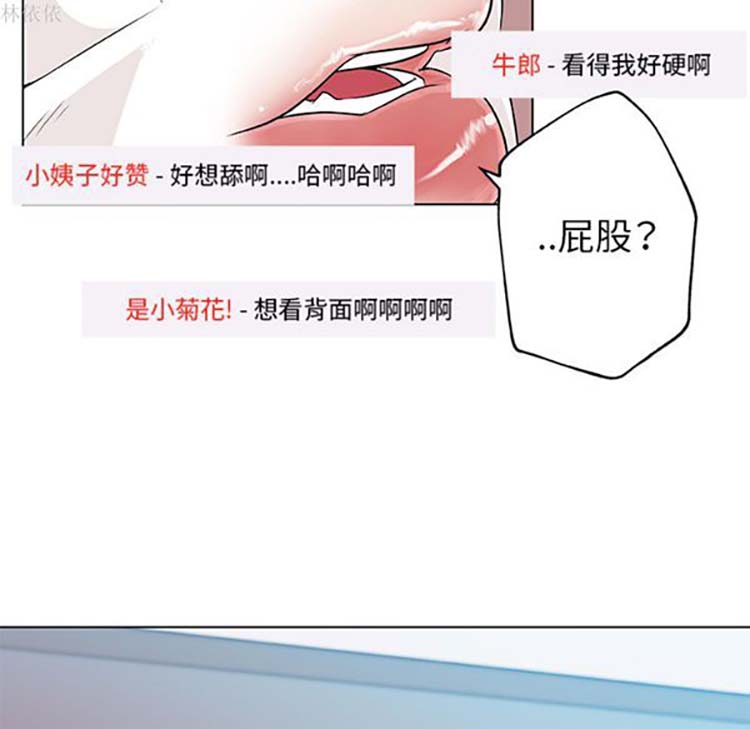 林依依
牛郎 - 看得我好硬啊
小姨子好赞 - 好想舔啊....哈啊哈啊
..屁股？
是小菊花! - 想看背面啊啊啊啊